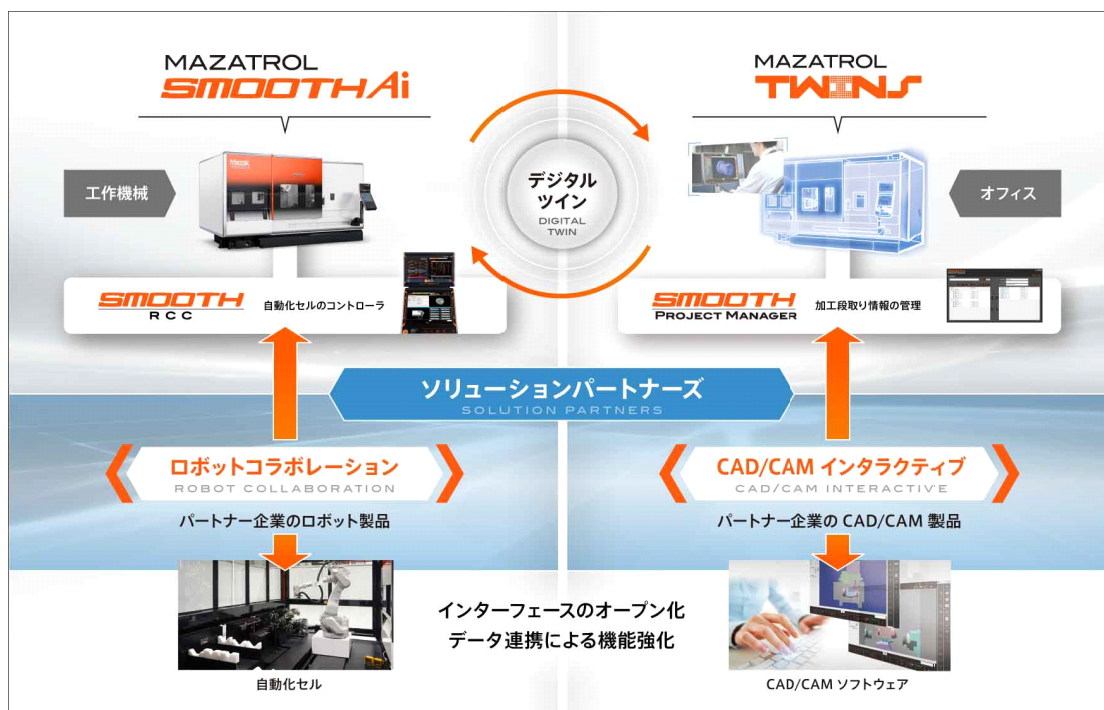 MAZATROL
SMOOTH Ai
MAZATROL
TWINS
工作機械
Mazak
デジタル
ツイン
DIGITAL
TWIN
オフィス
SMOOTH
RCC
自動化セルのコントローラ
SMOOTH
PROJECT MANAGER
加工段取り情報の管理
ソリューションパートナーズ
SOLUTION PARTNERS
ロボットコラボレーション
ROBOT COLLABORATION
パートナー企業のロボット製品
CAD/CAM インタラクティブ
CAD/CAM INTERACTIVE
パートナー企業の CAD/CAM 製品
インターフェースのオープン化
データ連携による機能強化
自動化セル
CAD/CAM ソフトウェア